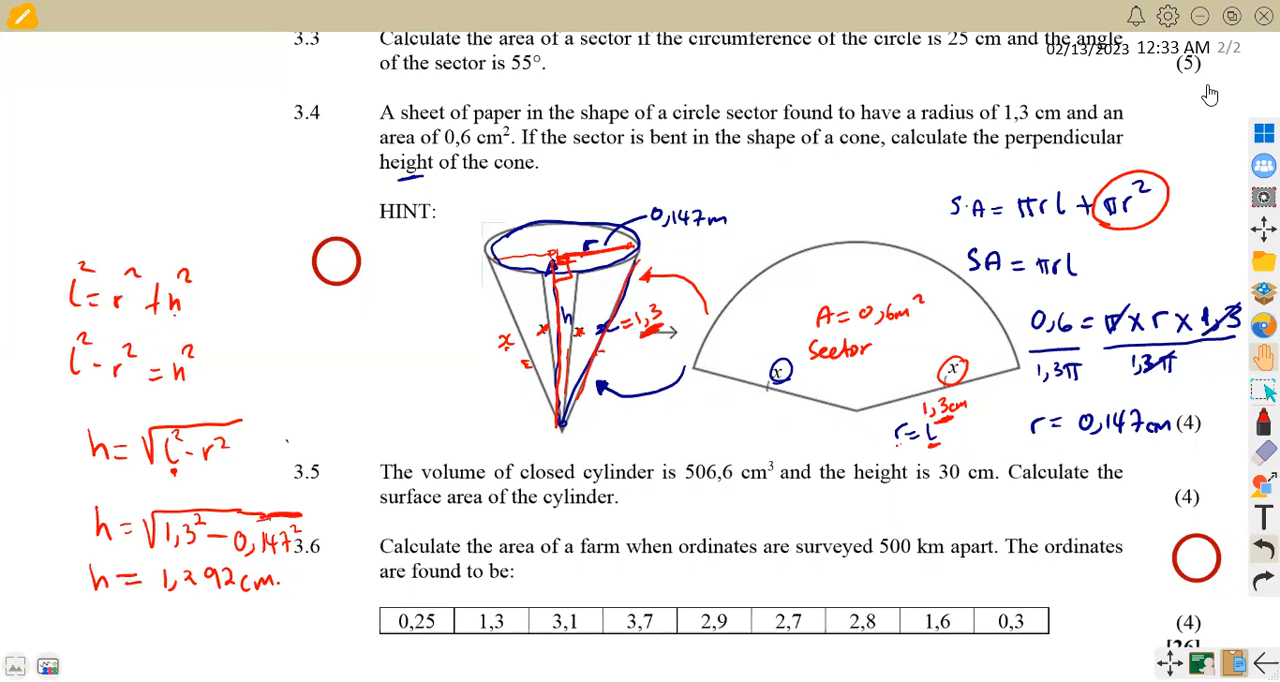 3.3 Calculate the area of a sector if the circumference of the circle is 25 cm and the angle
02/13/2023 12:33 AM 2/2
of the sector is 55°. (5)
3.4 A sheet of paper in the shape of a circle sector found to have a radius of 1,3 cm and an
area of 0,6 cm². If the sector is bent in the shape of a cone, calculate the perpendicular
height of the cone.
HINT:
0,147m
r
h
x
x
x
x = 1,3
A = 0,6m²
Sector
x
x
1,3cm
r = l
S.A = πrl + πr²
SA = πrl
0,6 = π × r × 1,3
1,3π 1,3π
r = 0,147cm (4)
l² = r² + h²
l² - r² = h²
h = √l² - r²
h = √1,3² - 0,147²
h = 1,292cm.
3.5 The volume of closed cylinder is 506,6 cm³ and the height is 30 cm. Calculate the
surface area of the cylinder. (4)
3.6 Calculate the area of a farm when ordinates are surveyed 500 km apart. The ordinates
are found to be:
0,25 1,3 3,1 3,7 2,9 2,7 2,8 1,6 0,3
(4)
[26]
T